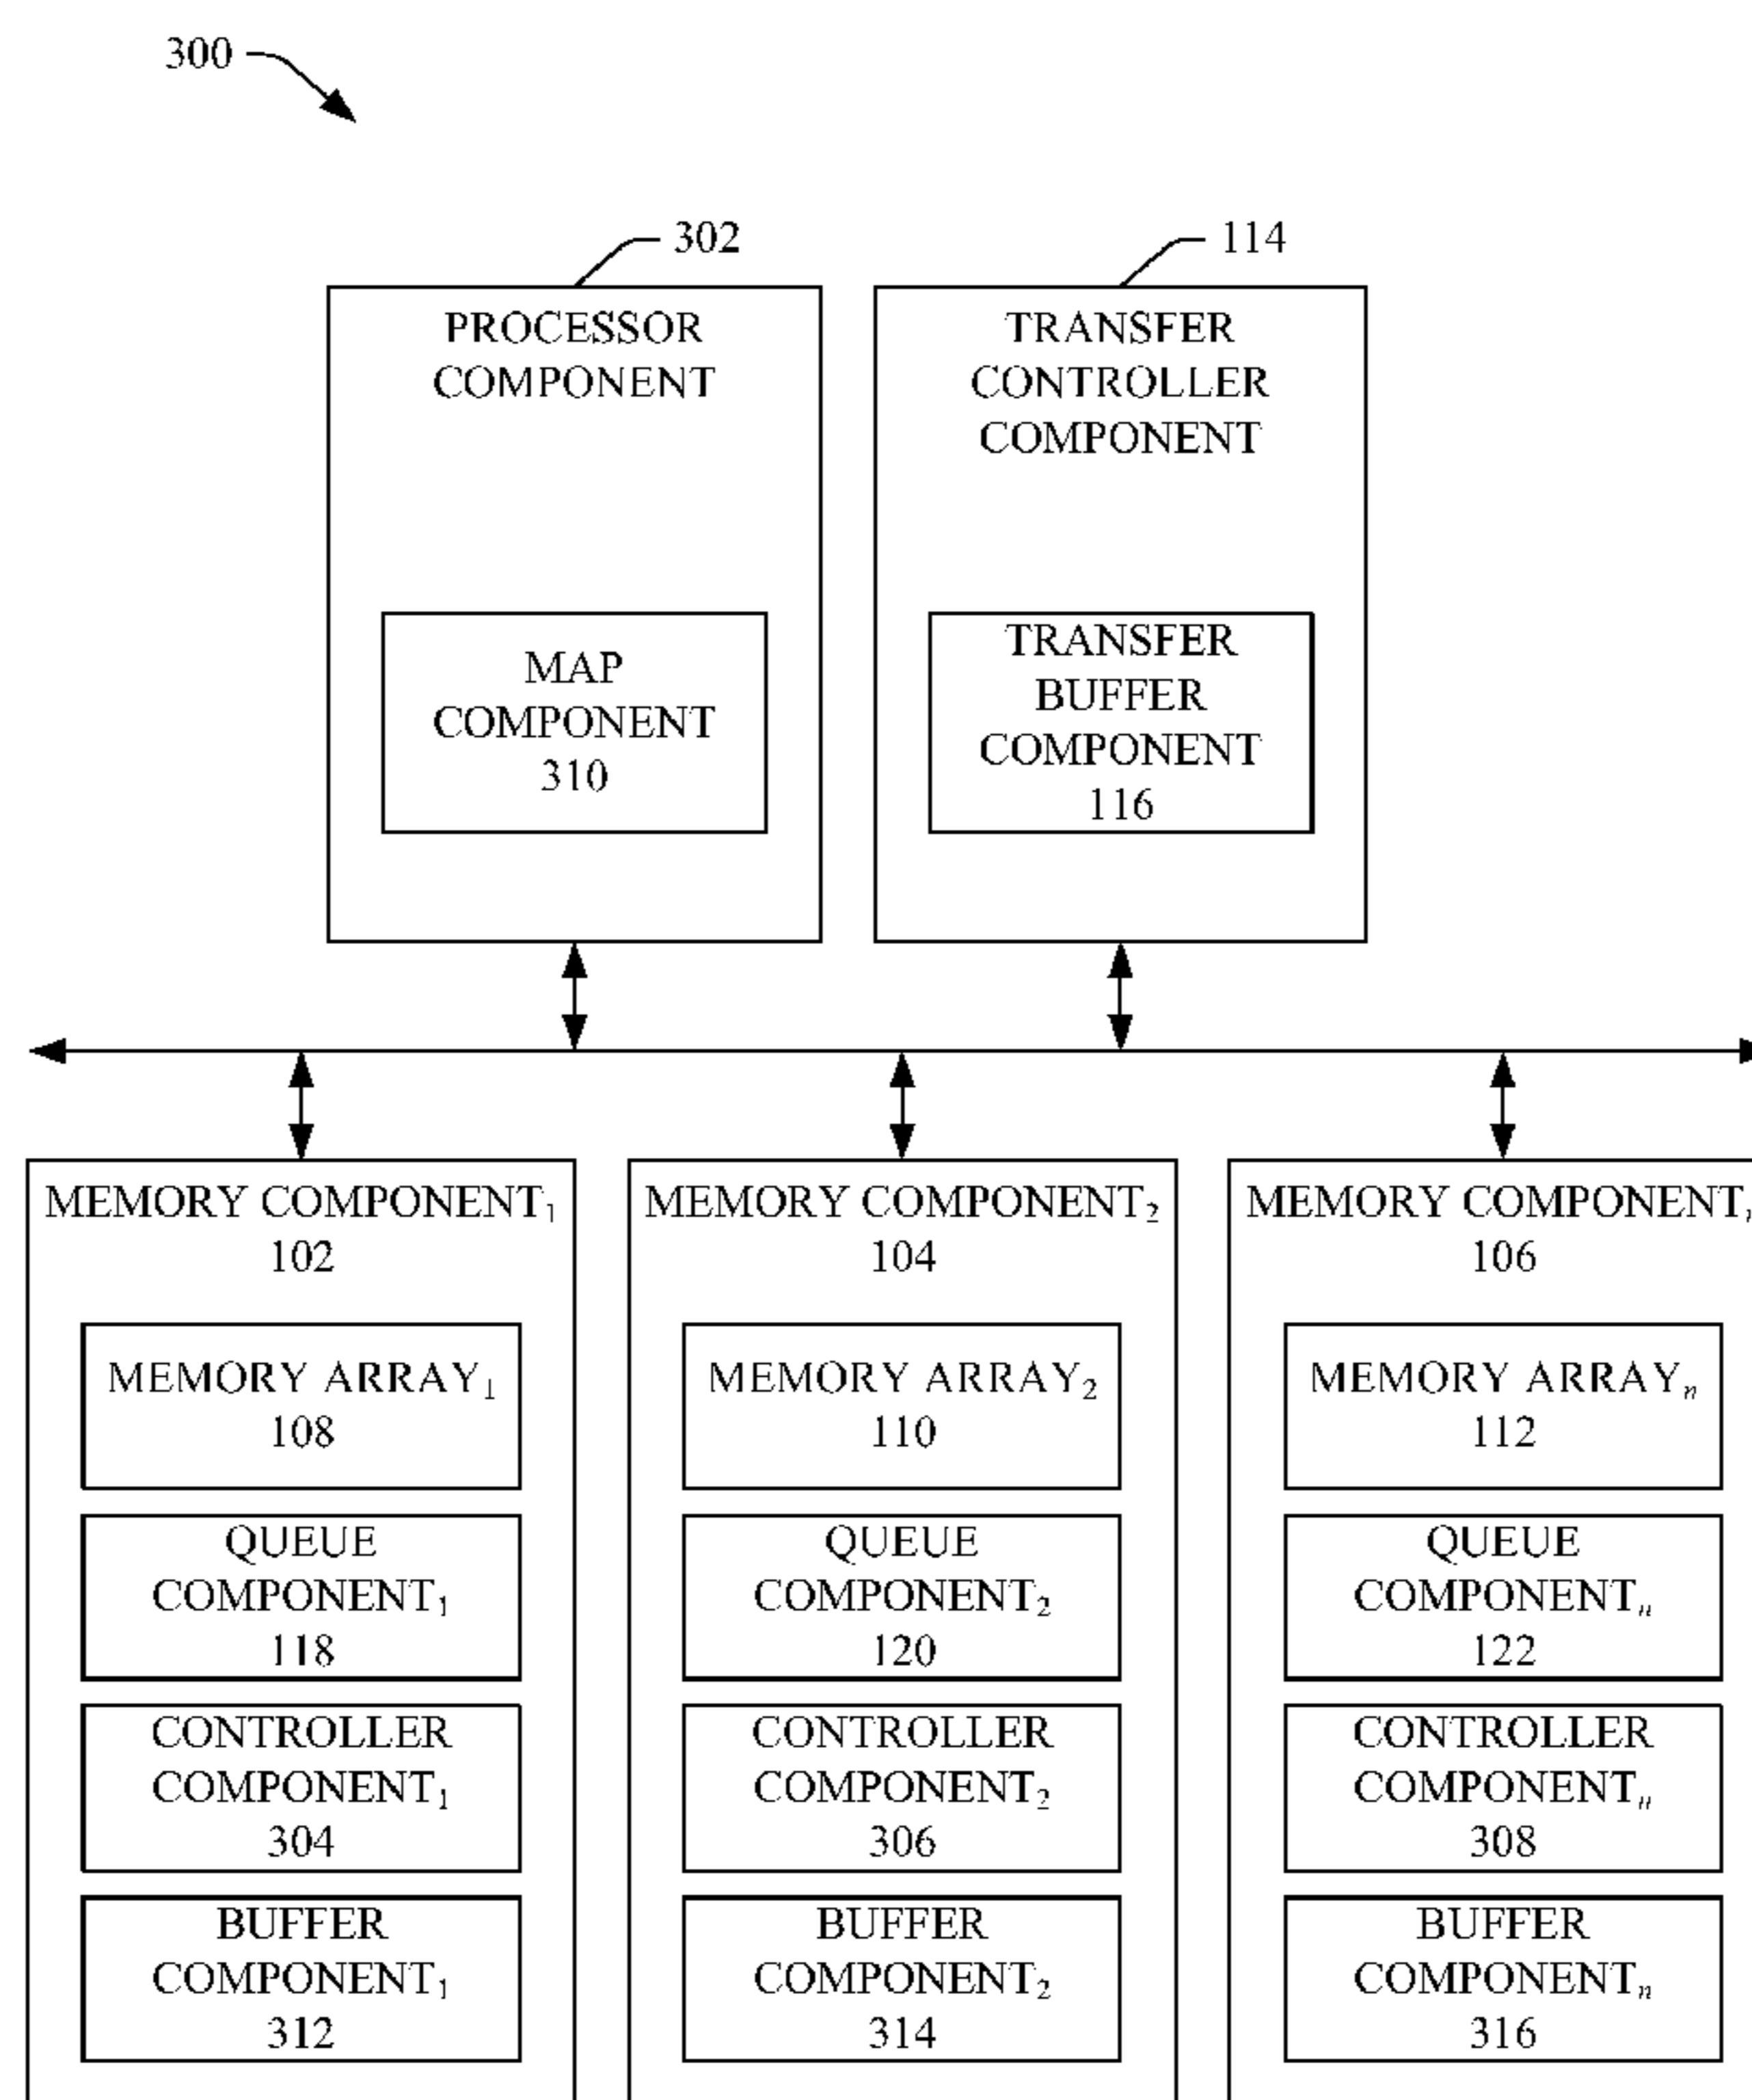 300
302
114
PROCESSOR
COMPONENT
TRANSFER
CONTROLLER
COMPONENT
MAP
COMPONENT
310
TRANSFER
BUFFER
COMPONENT
116
MEMORY COMPONENT₁
102
MEMORY ARRAY₁
108
QUEUE
COMPONENT₁
118
CONTROLLER
COMPONENT₁
304
BUFFER
COMPONENT₁
312
MEMORY COMPONENT₂
104
MEMORY ARRAY₂
110
QUEUE
COMPONENT₂
120
CONTROLLER
COMPONENT₂
306
BUFFER
COMPONENT₂
314
MEMORY COMPONENT
106
MEMORY ARRAYₙ
112
QUEUE
COMPONENTₙ
122
CONTROLLER
COMPONENTₙ
308
BUFFER
COMPONENTₙ
316